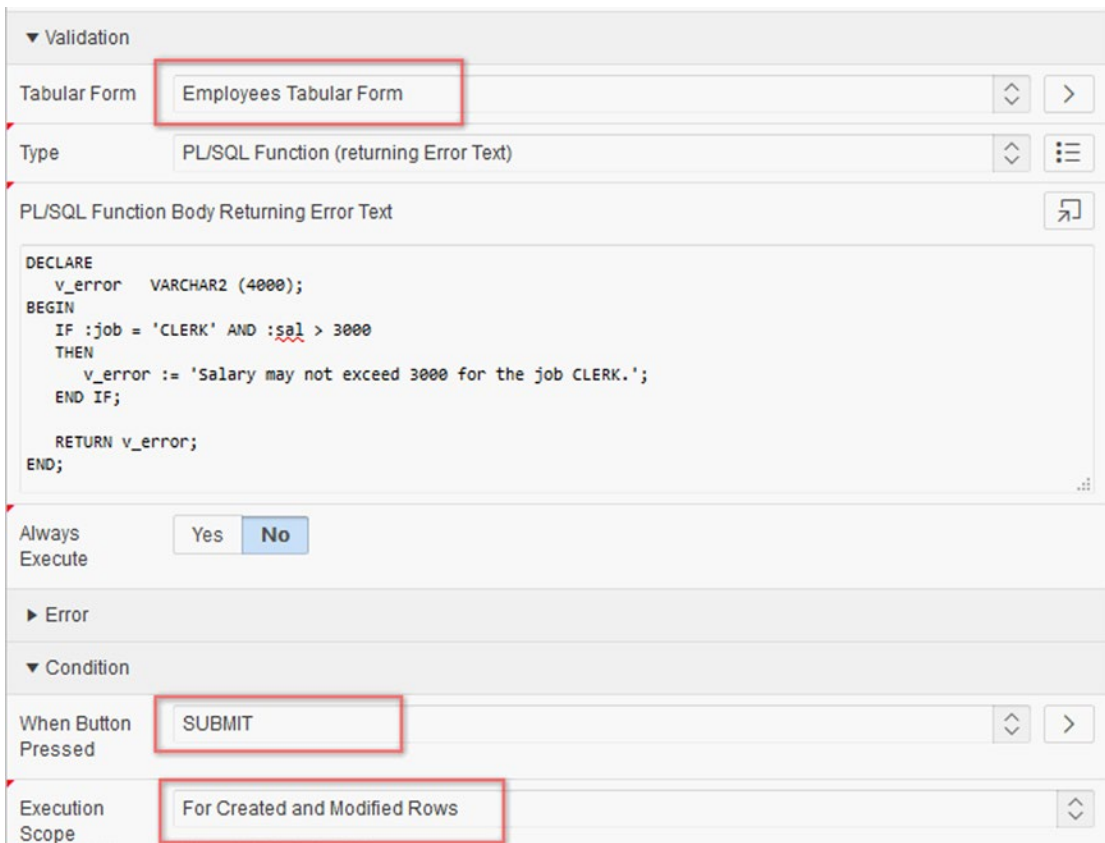 Validation
Tabular Form Employees Tabular Form
Type PL/SQL Function (returning Error Text)
PL/SQL Function Body Returning Error Text
DECLARE
v_error VARCHAR2 (4000);
BEGIN
IF :job = 'CLERK' AND :sal > 3000
THEN
v_error := 'Salary may not exceed 3000 for the job CLERK.';
END IF;
RETURN v_error;
END;
Always
Execute
Yes No
Error
Condition
When Button
Pressed
SUBMIT
Execution
Scope
For Created and Modified Rows